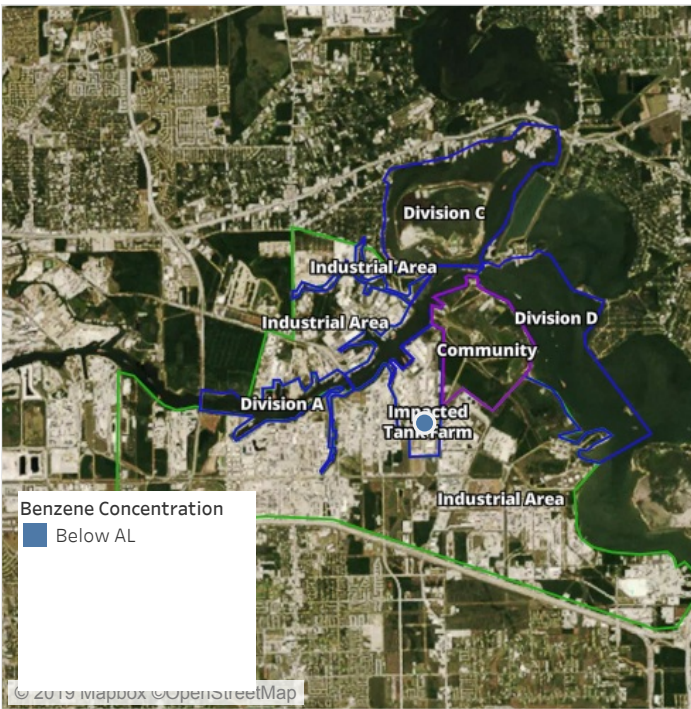 Division C
Industrial Area
Division D
Industrial Area
Community
Division A
Impacted
Tank Farm
Industrial Area
Benzene Concentration
Below AL
© 2019 Mapbox ©OpenStreetMap